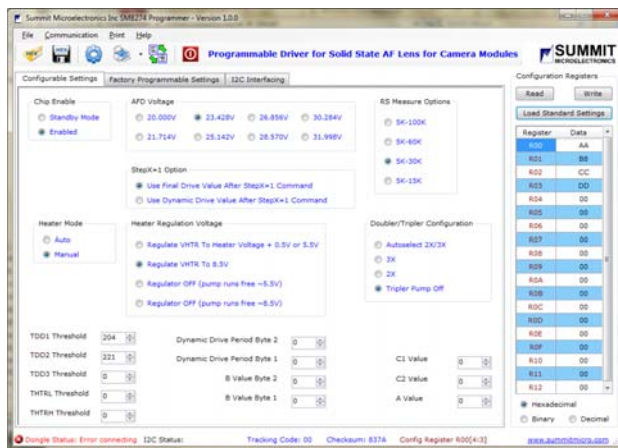 Summit Microelectronics Inc SMB274 Programmer - Version 1.0.0
File Communication Print Help
HEX
Programmable Driver for Solid State AF Lens for Camera Modules
SUMMIT
MICROELECTRONICS
Configurable Settings Factory Programmable Settings I2C Interfacing
Chip Enable
Standby Mode
Enabled
AFD Voltage
20.000V 23.428V 26.856V 30.284V
21.714V 25.142V 28.570V 31.998V
RS Measure Options
5K-100K
5K-60K
5K-30K
5K-15K
StepX=1 Option
Use Final Drive Value After StepX=1 Command
Use Dynamic Drive Value After StepX=1 Command
Heater Mode
Auto
Manual
Heater Regulation Voltage
Regulate VHTR To Heater Voltage + 0.5V or 5.5V
Regulate VHTR To 8.5V
Regulator OFF (pump runs free ~5.5V)
Regulator OFF (pump runs free ~8.5V)
Doubler/Tripler Configuration
Autoselect 2X/3X
3X
2X
Tripler Pump Off
TDD1 Threshold 204
TDD2 Threshold 221
TDD3 Threshold 0
THTRL Threshold 0
THTRH Threshold 0
Dynamic Drive Period Byte 2 0
Dynamic Drive Period Byte 1 0
B Value Byte 2 0
B Value Byte 1 0
C1 Value 0
C2 Value 0
A Value 0
Configuration Registers
Read Write
Load Standard Settings
Register Data
R00 AA
R01 BB
R02 CC
R03 DD
R04 00
R05 00
R06 00
R07 00
R08 00
R09 00
R0A 00
R0B 00
R0C 00
R0D 00
R0E 00
R0F 00
R10 00
R11 00
R12 00
Hexadecimal
Binary Decimal
Dongle Status: Error connecting I2C Status: Tracking Code: 00 Checksum: 837A Config Register R00[4:3] www.summitmicro.com